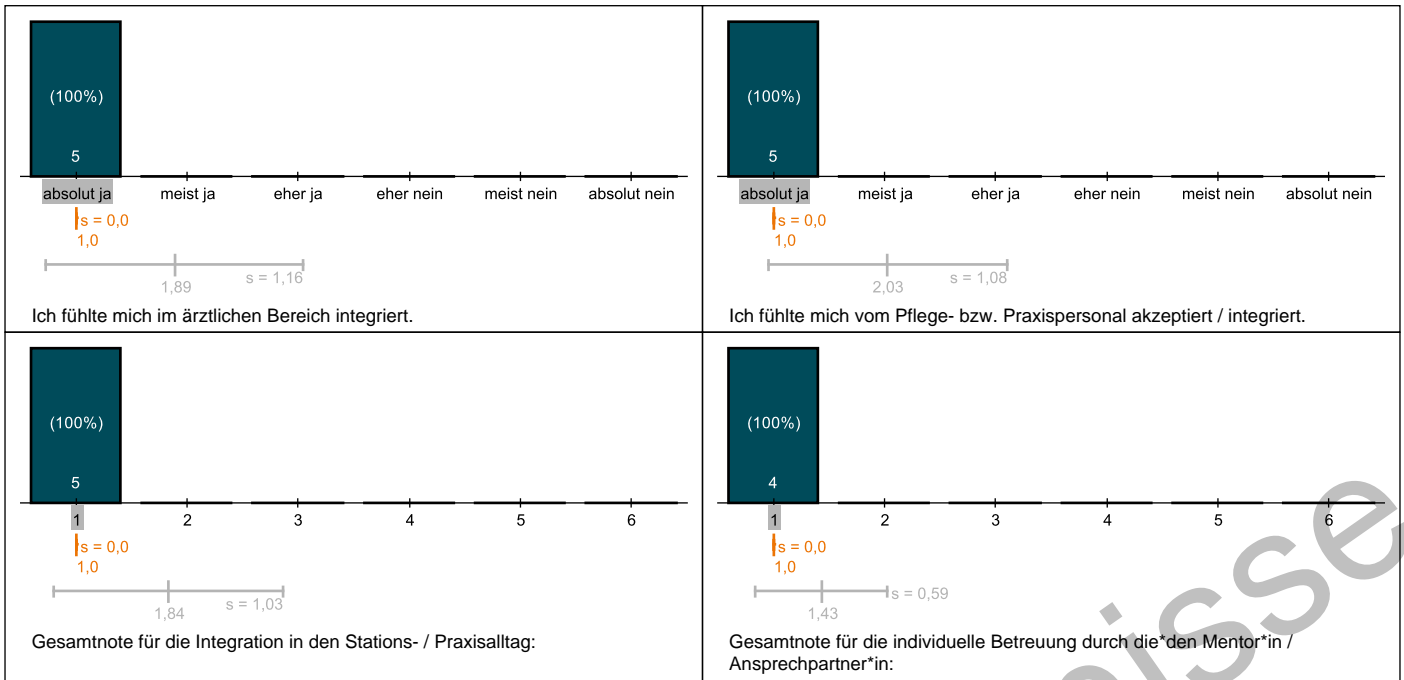 (100%)
5
absolut ja meist ja eher ja eher nein meist nein absolut nein
s = 0,0
1,0
s = 1,16
1,89
Ich fühlte mich im ärztlichen Bereich integriert.
(100%)
5
absolut ja meist ja eher ja eher nein meist nein absolut nein
s = 0,0
1,0
s = 1,08
2,03
Ich fühlte mich vom Pflege- bzw. Praxispersonal akzeptiert / integriert.
(100%)
5
1 2 3 4 5 6
s = 0,0
1,0
s = 1,03
1,84
Gesamtnote für die Integration in den Stations- / Praxisalltag:
(100%)
4
1 2 3 4 5 6
s = 0,0
1,0
s = 0,59
1,43
Gesamtnote für die individuelle Betreuung durch die*den Mentor*in /
Ansprechpartner*in:
isse